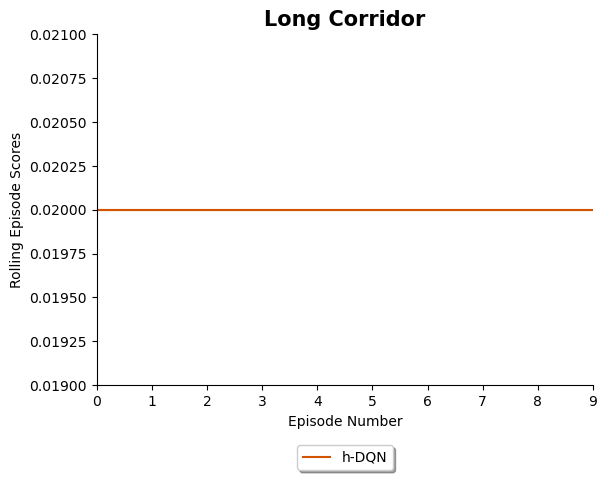 Long Corridor
0.02100
0.02075
0.02050
0.02025
0.02000
0.01975
0.01950
0.01925
0.01900
Rolling Episode Scores
0 1 2 3 4 5 6 7 8 9
Episode Number
h-DQN